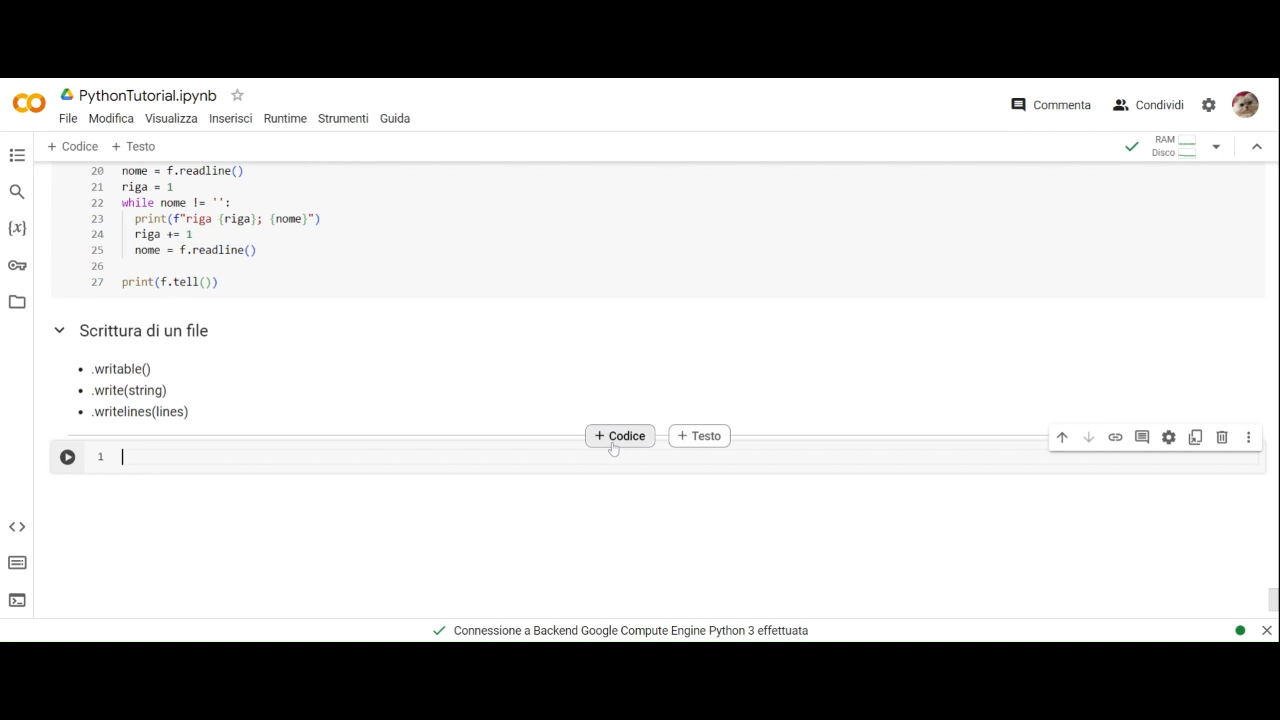 PythonTutorial.ipynb
File Modifica Visualizza Inserisci Runtime Strumenti Guida
Commenta Condividi
+ Codice + Testo
RAM
Disco
20 nome = f.readline()
21 riga = 1
22 while nome != '':
23 print(f"riga {riga}; {nome}")
24 riga += 1
25 nome = f.readline()
26
27 print(f.tell())
Scrittura di un file
• .writable()
• .write(string)
• .writelines(lines)
+ Codice + Testo
1
Connessione a Backend Google Compute Engine Python 3 effettuata